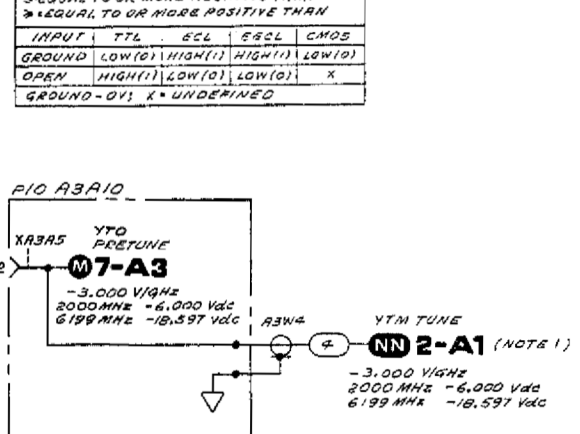 ≥ = EQUAL TO OR MORE POSITIVE THAN
INPUT TTL ECL EECL CMOS
GROUND LOW(0) HIGH(1) HIGH(1) LOW(0)
OPEN HIGH(1) LOW(0) LOW(0) X
GROUND - 0V; X = UNDEFINED
P/O A3A10
XA3A5
YTO
PRETUNE
M 7-A3
-3.000 V/GHz
2000 MHz -6.000 Vdc
6199 MHz -18.597 Vdc
A3W4
4
YTM TUNE
NN 2-A1 (NOTE 1)
-3.000 V/GHz
2000 MHz -6.000 Vdc
6199 MHz -18.597 Vdc